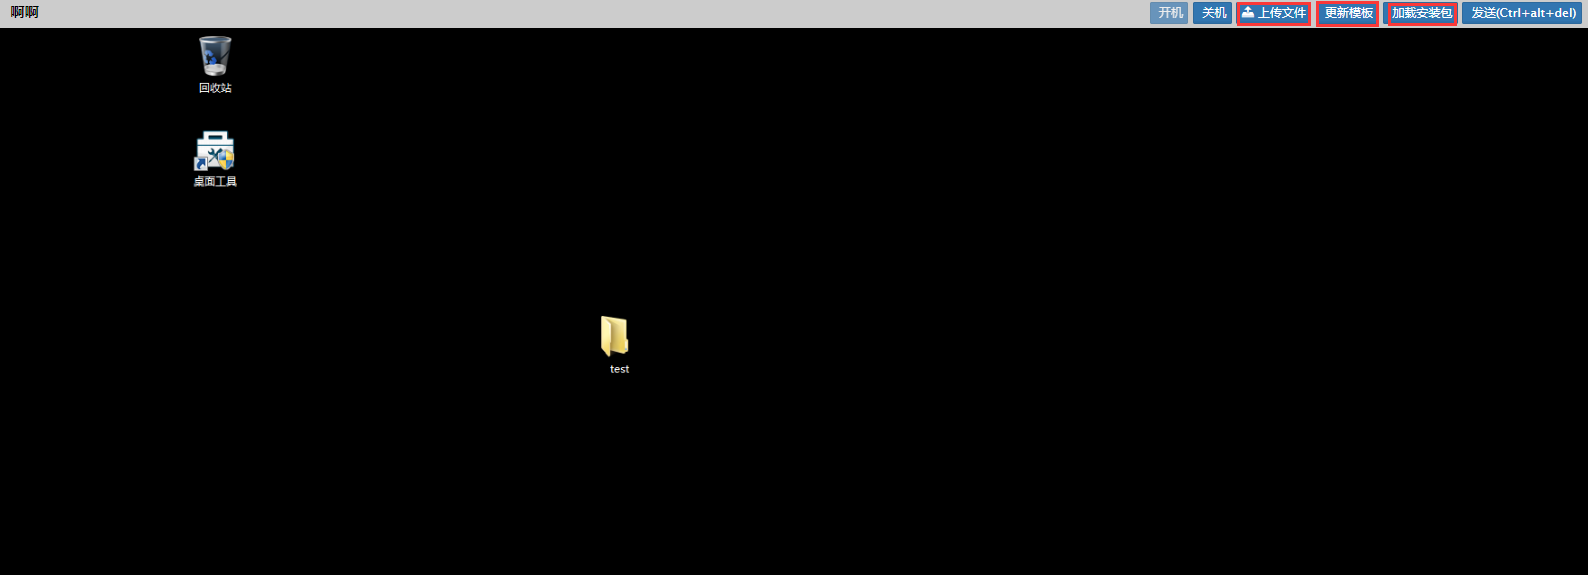 啊啊
开机 关机 上传文件 更新模板 加载安装包 发送(Ctrl+alt+del)
回收站
桌面工具
test